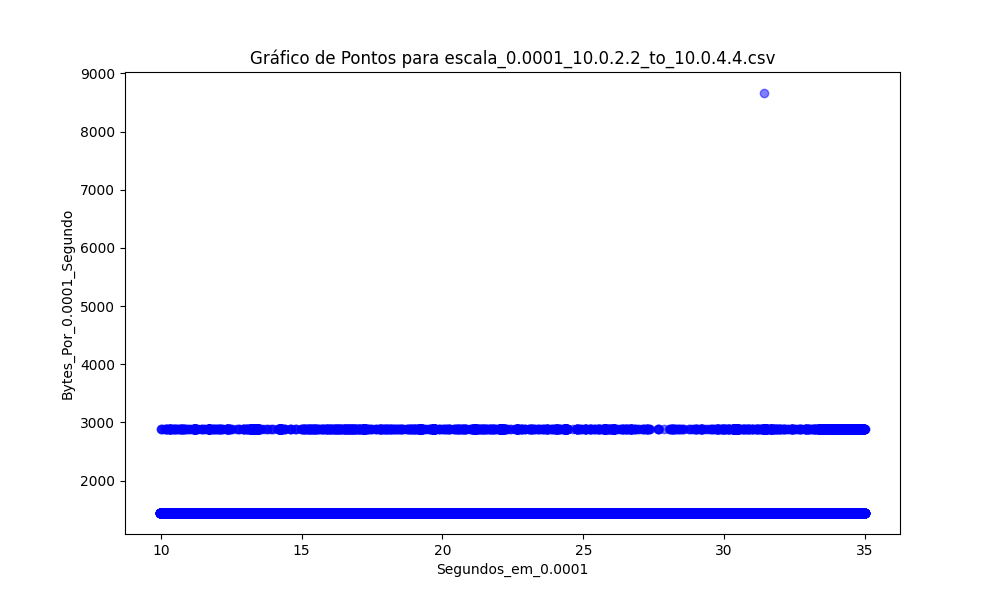 Gráfico de Pontos para escala_0.0001_10.0.2.2_to_10.0.4.4.csv
Bytes_Por_0.0001_Segundo
9000
8000
7000
6000
5000
4000
3000
2000
10 15 20 25 30 35
Segundos_em_0.0001